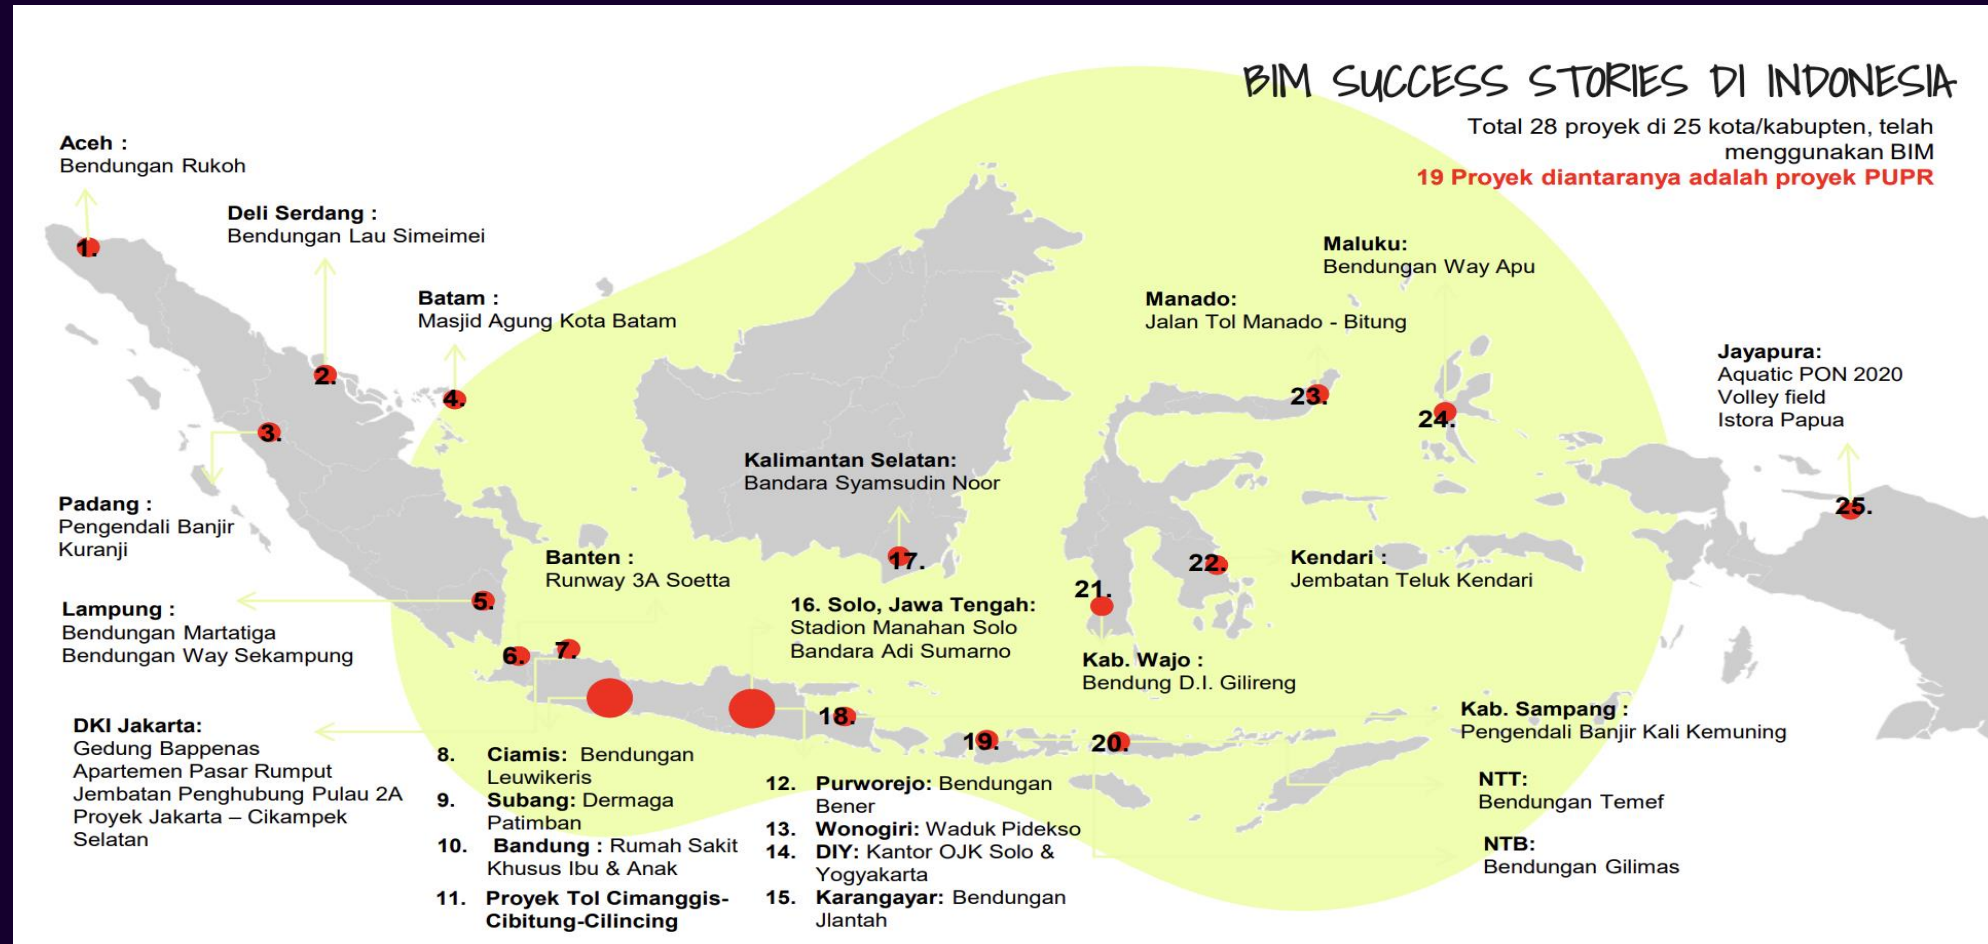 BIM SUCCESS STORIES DI INDONESIA
Total 28 proyek di 25 kota/kabupten, telah
menggunakan BIM
19 Proyek diantaranya adalah proyek PUPR
Aceh :
Bendungan Rukoh
Deli Serdang :
Bendungan Lau Simeimei
Batam :
Masjid Agung Kota Batam
Maluku:
Bendungan Way Apu
Manado:
Jalan Tol Manado - Bitung
Jayapura:
Aquatic PON 2020
Volley field
Istora Papua
1.
2.
3.
4.
23.
24.
25.
Kalimantan Selatan:
Bandara Syamsudin Noor
17.
Padang :
Pengendali Banjir
Kuranji
Banten :
Runway 3A Soetta
22.
Kendari :
Jembatan Teluk Kendari
21.
Lampung :
Bendungan Martatiga
Bendungan Way Sekampung
5.
6.
7.
16. Solo, Jawa Tengah:
Stadion Manahan Solo
Bandara Adi Sumarno
Kab. Wajo :
Bendung D.I. Gilireng
18.
19.
20.
Kab. Sampang :
Pengendali Banjir Kali Kemuning
NTT:
Bendungan Temef
NTB:
Bendungan Gilimas
DKI Jakarta:
Gedung Bappenas
Apartemen Pasar Rumput
Jembatan Penghubung Pulau 2A
Proyek Jakarta – Cikampek
Selatan
8. Ciamis: Bendungan
Leuwikeris
9. Subang: Dermaga
Patimban
10. Bandung : Rumah Sakit
Khusus Ibu & Anak
11. Proyek Tol Cimanggis-
Cibitung-Cilincing
12. Purworejo: Bendungan
Bener
13. Wonogiri: Waduk Pidekso
14. DIY: Kantor OJK Solo &
Yogyakarta
15. Karangayar: Bendungan
Jlantah